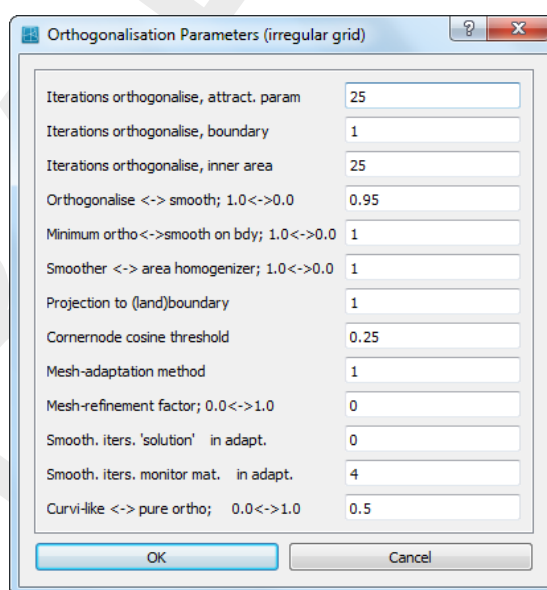 Orthogonalisation Parameters (irregular grid)
? X
Iterations orthogonalise, attract. param 25
Iterations orthogonalise, boundary 1
Iterations orthogonalise, inner area 25
Orthogonalise <-> smooth; 1.0<->0.0 0.95
Minimum ortho<->smooth on bdy; 1.0<->0.0 1
Smoother <-> area homogenizer; 1.0<->0.0 1
Projection to (land)boundary 1
Cornernode cosine threshold 0.25
Mesh-adaptation method 1
Mesh-refinement factor; 0.0<->1.0 0
Smooth. iters. 'solution' in adapt. 0
Smooth. iters. monitor mat. in adapt. 4
Curvi-like <-> pure ortho; 0.0<->1.0 0.5
OK Cancel